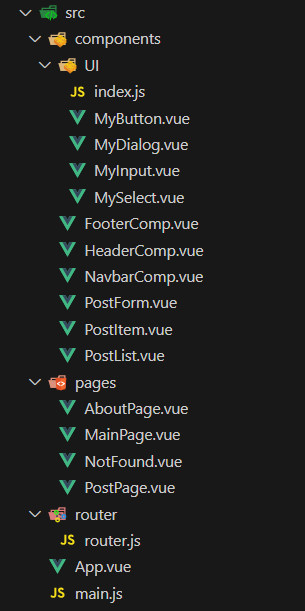 src
components
UI
JS index.js
MyButton.vue
MyDialog.vue
MyInput.vue
MySelect.vue
FooterComp.vue
HeaderComp.vue
NavbarComp.vue
PostForm.vue
PostItem.vue
PostList.vue
pages
AboutPage.vue
MainPage.vue
NotFound.vue
PostPage.vue
router
JS router.js
App.vue
JS main.js